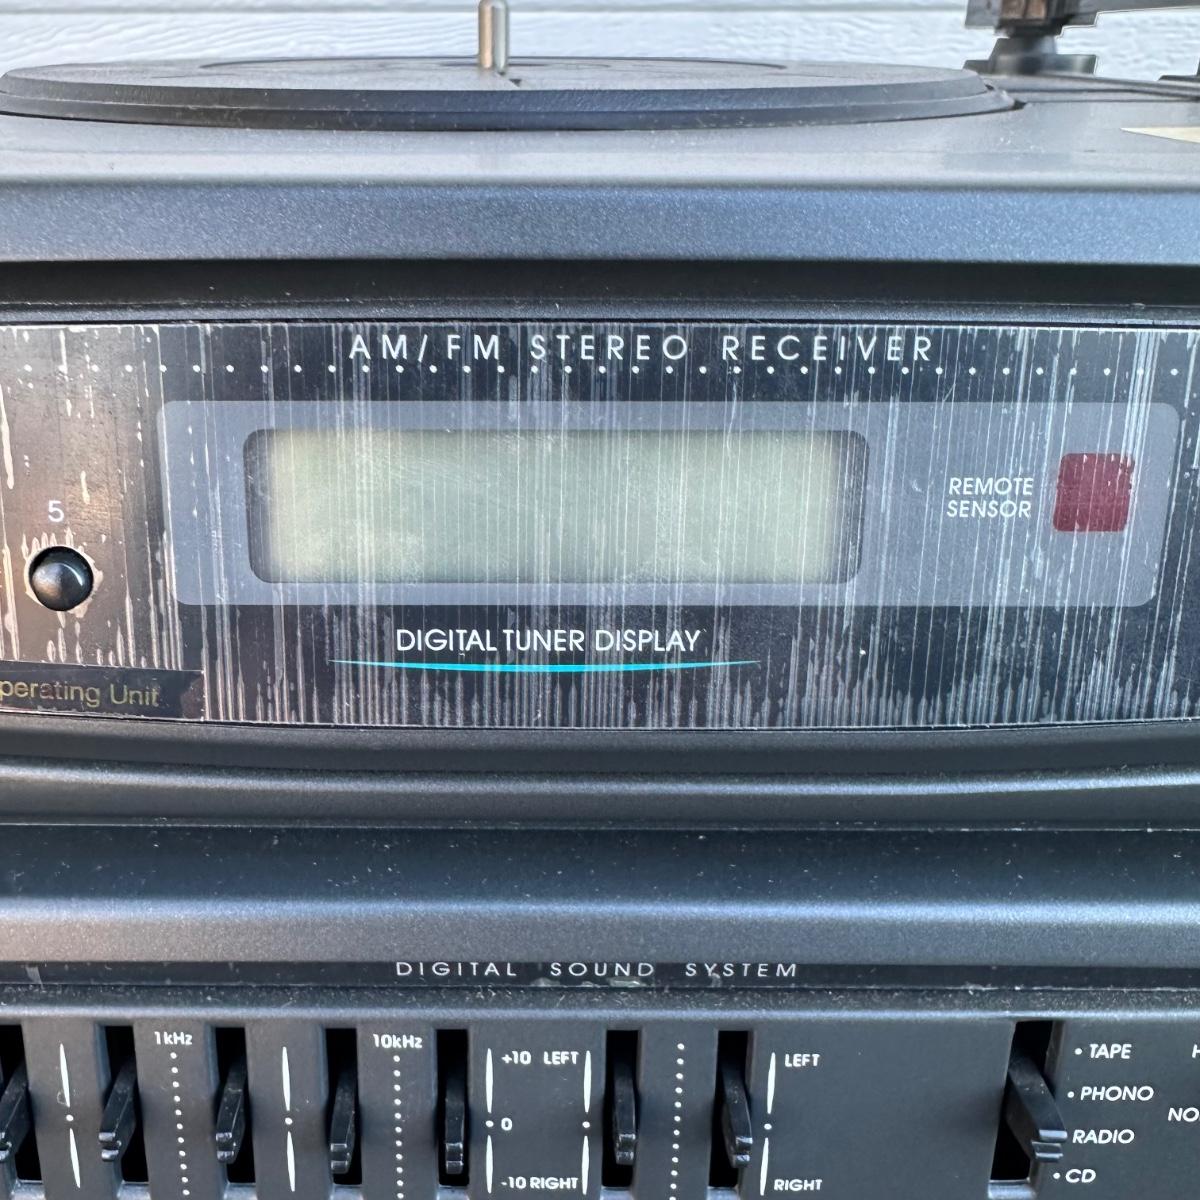 AM/FM STEREO RECEIVER
5
REMOTE
SENSOR
DIGITAL TUNER DISPLAY
perating Unit
DIGITAL SOUND SYSTEM
1kHz
10kHz
+10 LEFT
LEFT
TAPE
PHONO
0
RADIO
CD
-10 RIGHT
RIGHT